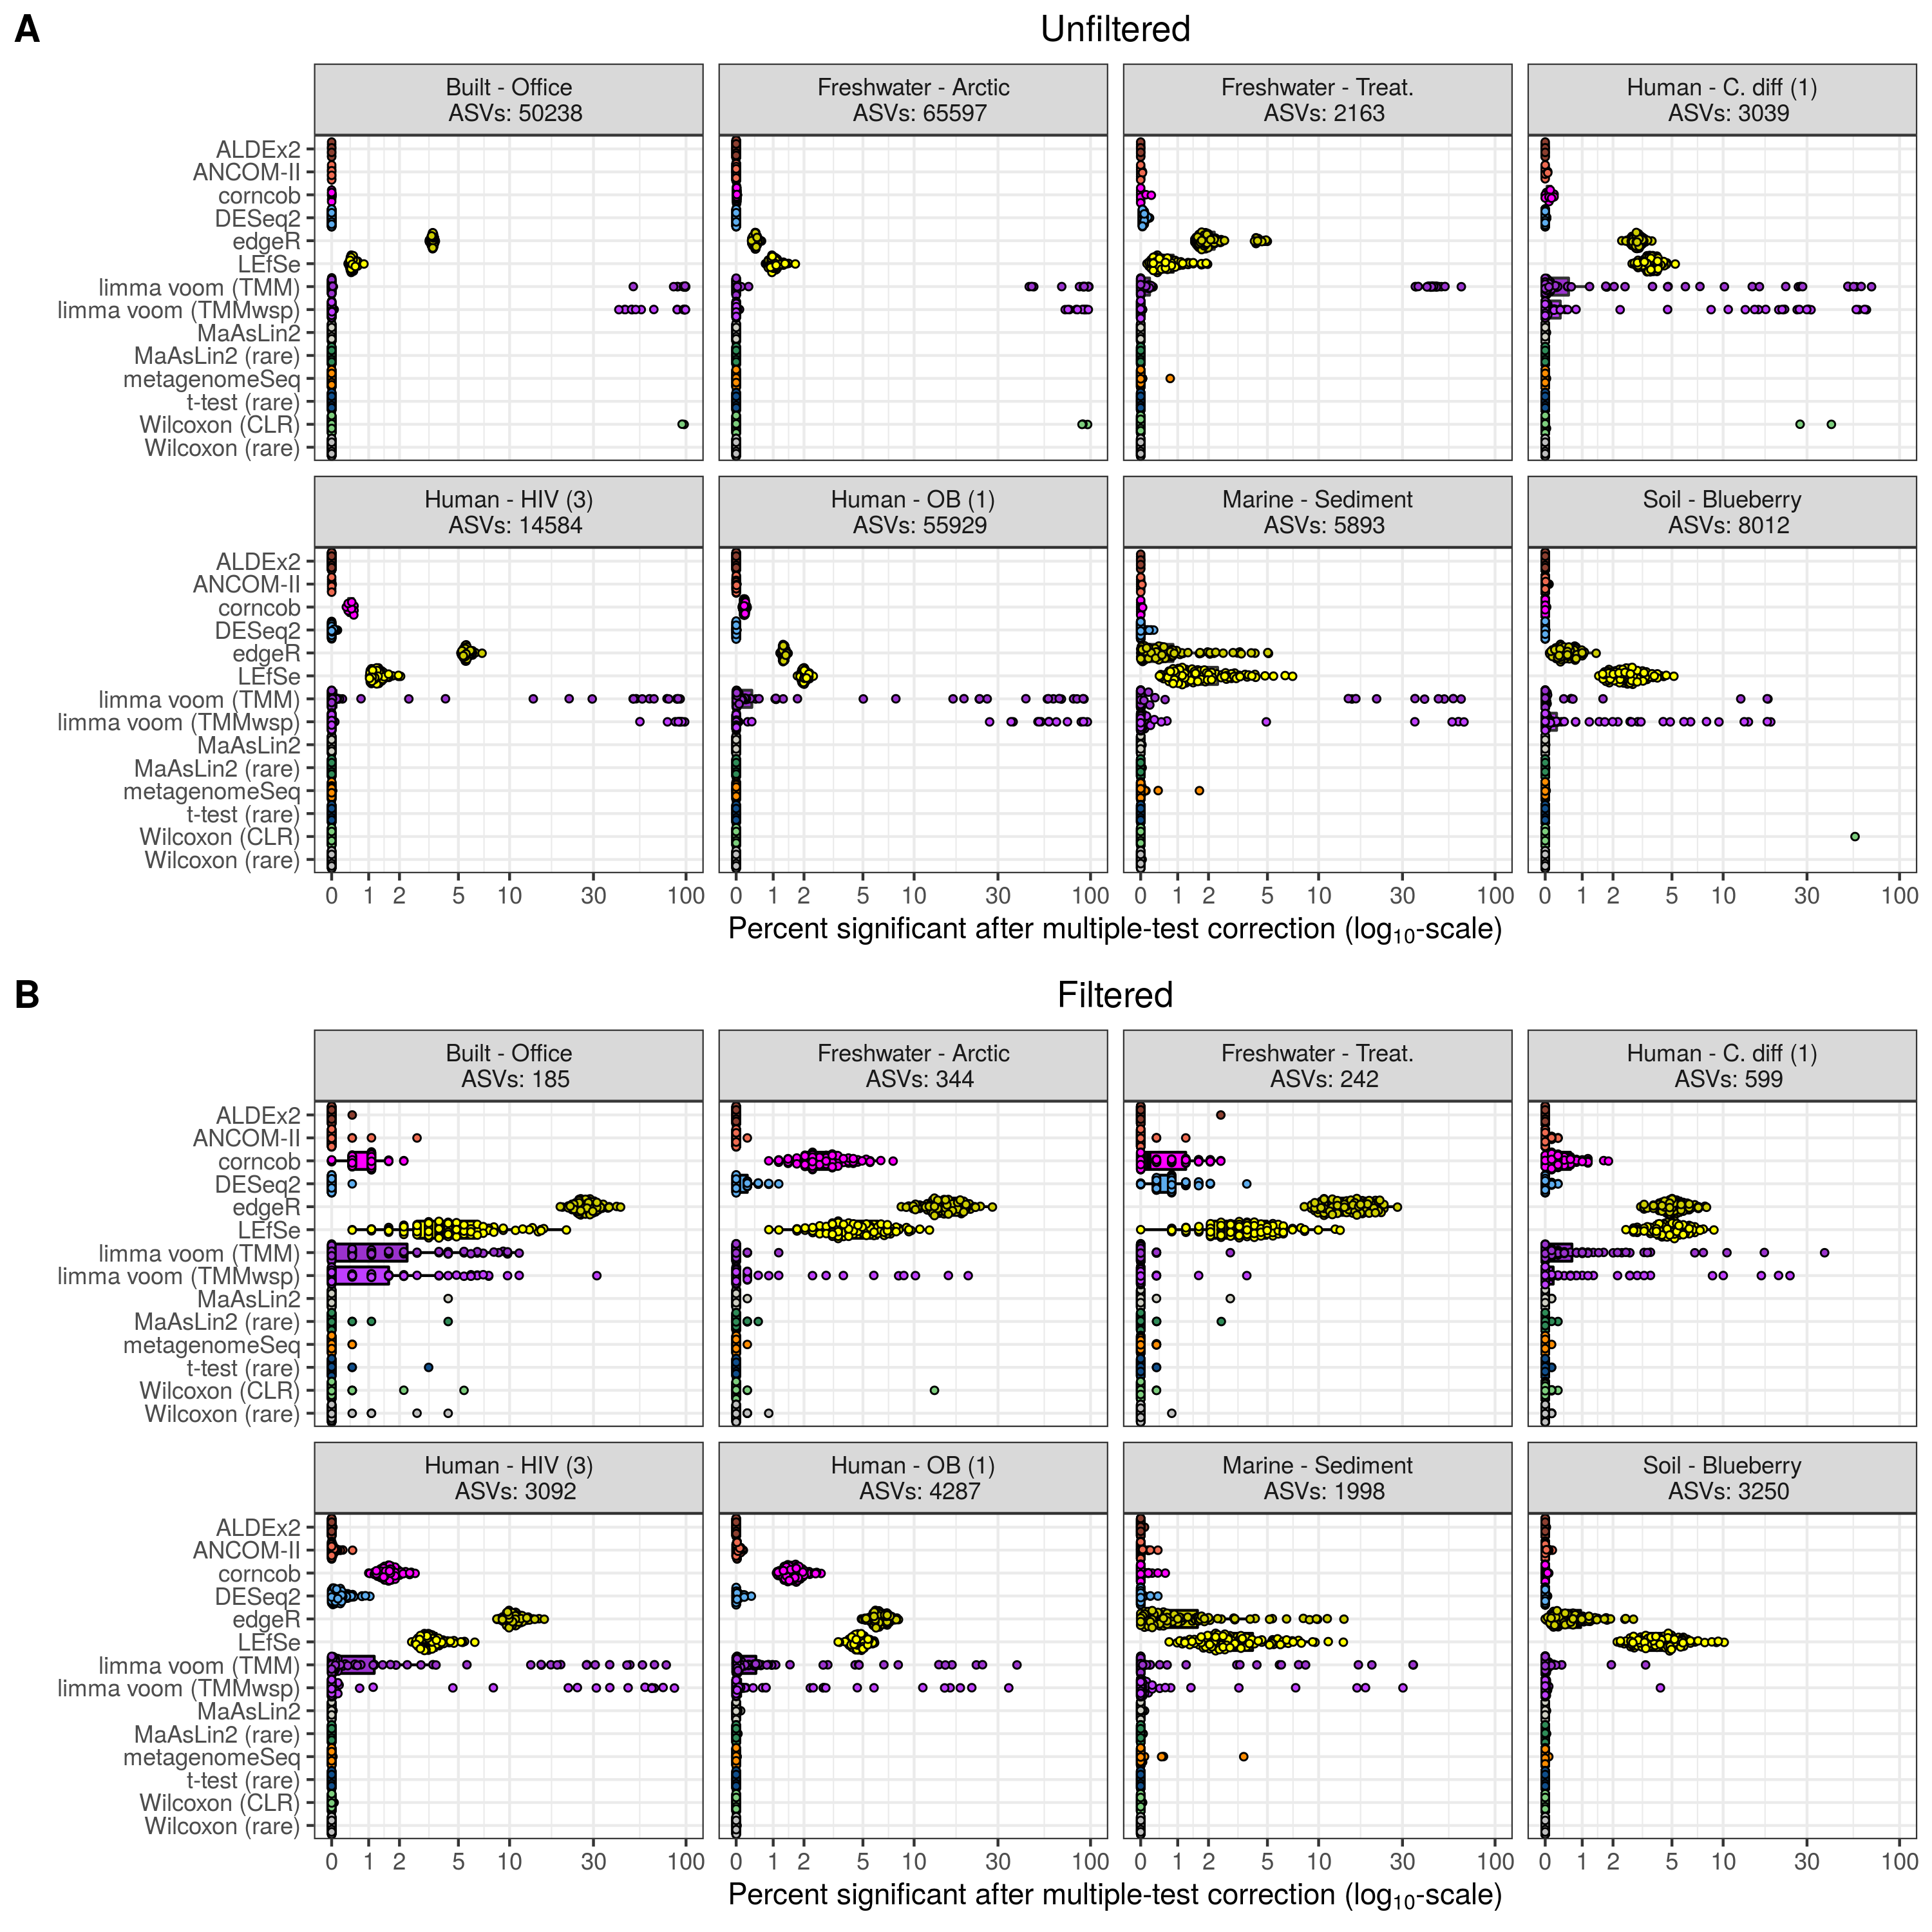 A
Unfiltered
Built - Office
ASVs: 50238
Freshwater - Arctic
ASVs: 65597
Freshwater - Treat.
ASVs: 2163
Human - C. diff (1)
ASVs: 3039
ALDEx2
ANCOM-II
corncob
DESeq2
edgeR
LEfSe
limma voom (TMM)
limma voom (TMMwsp)
MaAsLin2
MaAsLin2 (rare)
metagenomeSeq
t-test (rare)
Wilcoxon (CLR)
Wilcoxon (rare)
Human - HIV (3)
ASVs: 14584
Human - OB (1)
ASVs: 55929
Marine - Sediment
ASVs: 5893
Soil - Blueberry
ASVs: 8012
ALDEx2
ANCOM-II
corncob
DESeq2
edgeR
LEfSe
limma voom (TMM)
limma voom (TMMwsp)
MaAsLin2
MaAsLin2 (rare)
metagenomeSeq
t-test (rare)
Wilcoxon (CLR)
Wilcoxon (rare)
0 1 2 5 10 30 100 0 1 2 5 10 30 100 0 1 2 5 10 30 100 0 1 2 5 10 30 100
Percent significant after multiple-test correction (log₁₀-scale)
B
Filtered
Built - Office
ASVs: 185
Freshwater - Arctic
ASVs: 344
Freshwater - Treat.
ASVs: 242
Human - C. diff (1)
ASVs: 599
ALDEx2
ANCOM-II
corncob
DESeq2
edgeR
LEfSe
limma voom (TMM)
limma voom (TMMwsp)
MaAsLin2
MaAsLin2 (rare)
metagenomeSeq
t-test (rare)
Wilcoxon (CLR)
Wilcoxon (rare)
Human - HIV (3)
ASVs: 3092
Human - OB (1)
ASVs: 4287
Marine - Sediment
ASVs: 1998
Soil - Blueberry
ASVs: 3250
ALDEx2
ANCOM-II
corncob
DESeq2
edgeR
LEfSe
limma voom (TMM)
limma voom (TMMwsp)
MaAsLin2
MaAsLin2 (rare)
metagenomeSeq
t-test (rare)
Wilcoxon (CLR)
Wilcoxon (rare)
0 1 2 5 10 30 100 0 1 2 5 10 30 100 0 1 2 5 10 30 100 0 1 2 5 10 30 100
Percent significant after multiple-test correction (log₁₀-scale)